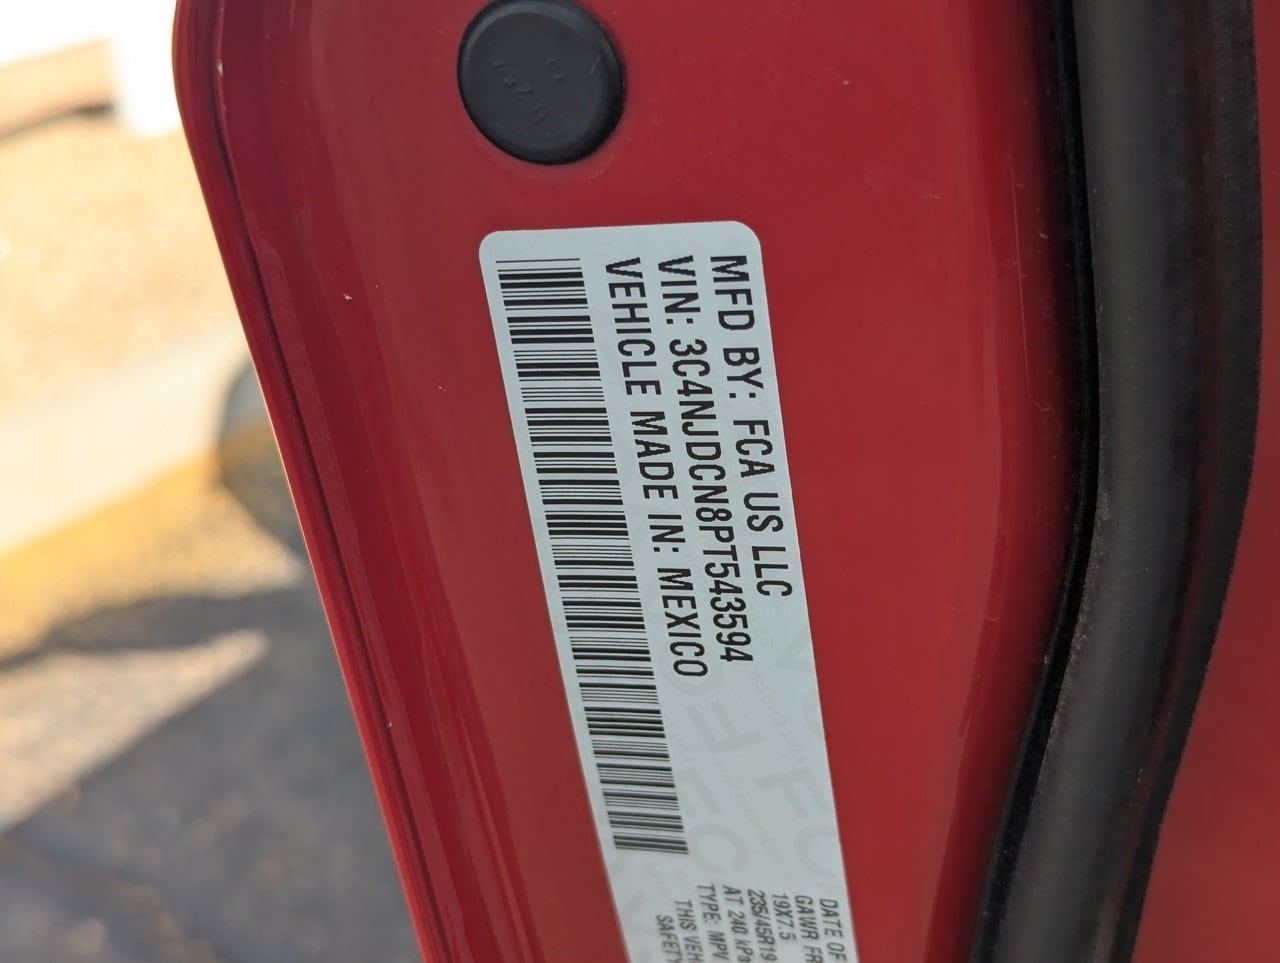 MFD BY: FCA US LLC
VIN: 3C4NJDCN8PT543594
VEHICLE MADE IN: MEXICO
DATE OF
GAWR FR
19X7.5
235/45R19
AT 240 kPa
TYPE: MPV
THIS VEH
SAFETY